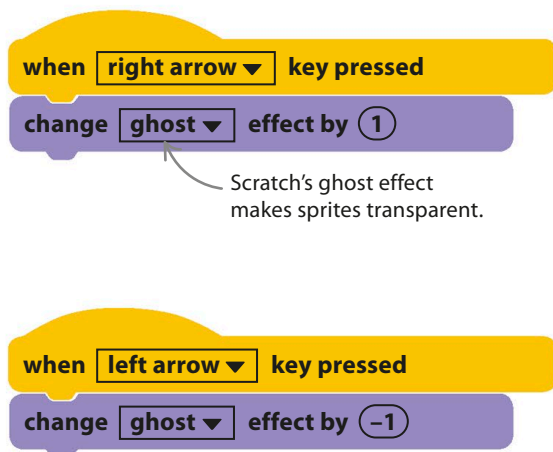 when right arrow key pressed
change ghost effect by 1
Scratch's ghost effect
makes sprites transparent.
when left arrow key pressed
change ghost effect by –1